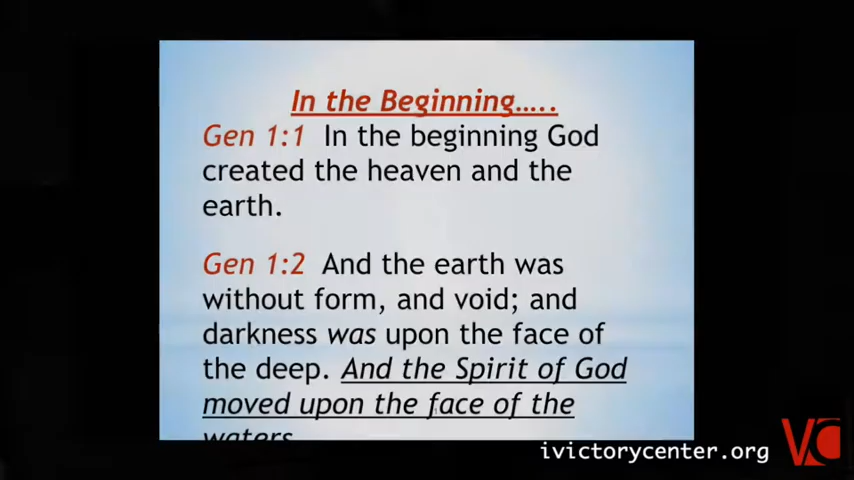 In the Beginning…..
Gen 1:1 In the beginning God
created the heaven and the
earth.
Gen 1:2 And the earth was
without form, and void; and
darkness was upon the face of
the deep. And the Spirit of God
moved upon the face of the
waters.
ivictorycenter.org
VC